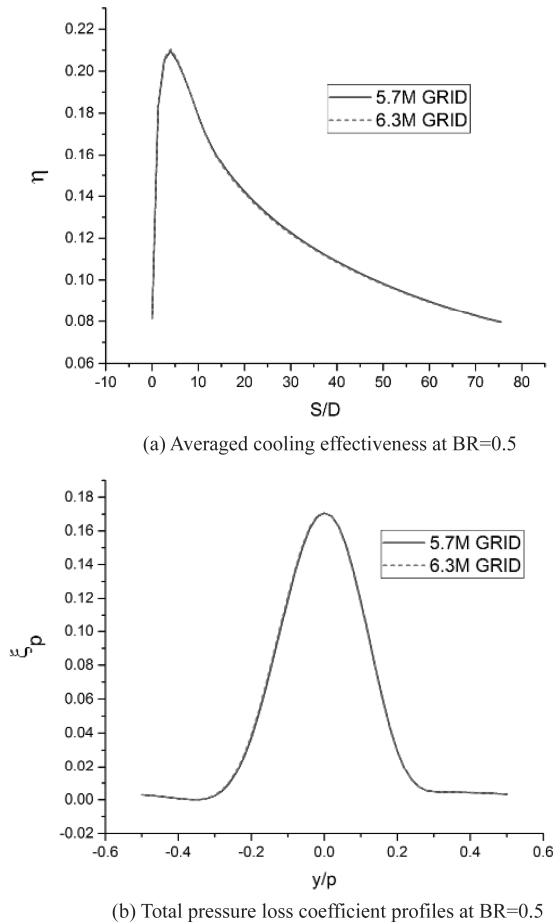 0.22
0.20
0.18
0.16
0.14
0.12
0.10
0.08
0.06
η
5.7M GRID
6.3M GRID
-10 0 10 20 30 40 50 60 70 80
S/D
(a) Averaged cooling effectiveness at BR=0.5
0.18
0.16
0.14
0.12
0.10
0.08
0.06
0.04
0.02
0.00
-0.02
ξp
5.7M GRID
6.3M GRID
-0.6 -0.4 -0.2 0.0 0.2 0.4 0.6
y/p
(b) Total pressure loss coefficient profiles at BR=0.5